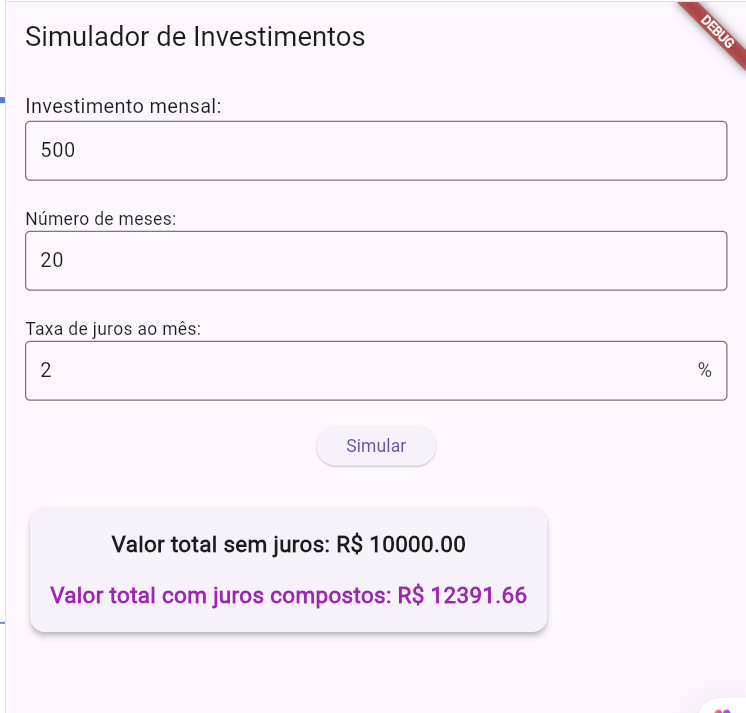 Simulador de Investimentos
DEBUG
Investimento mensal:
500
Número de meses:
20
Taxa de juros ao mês:
2 %
Simular
Valor total sem juros: R$ 10000.00
Valor total com juros compostos: R$ 12391.66